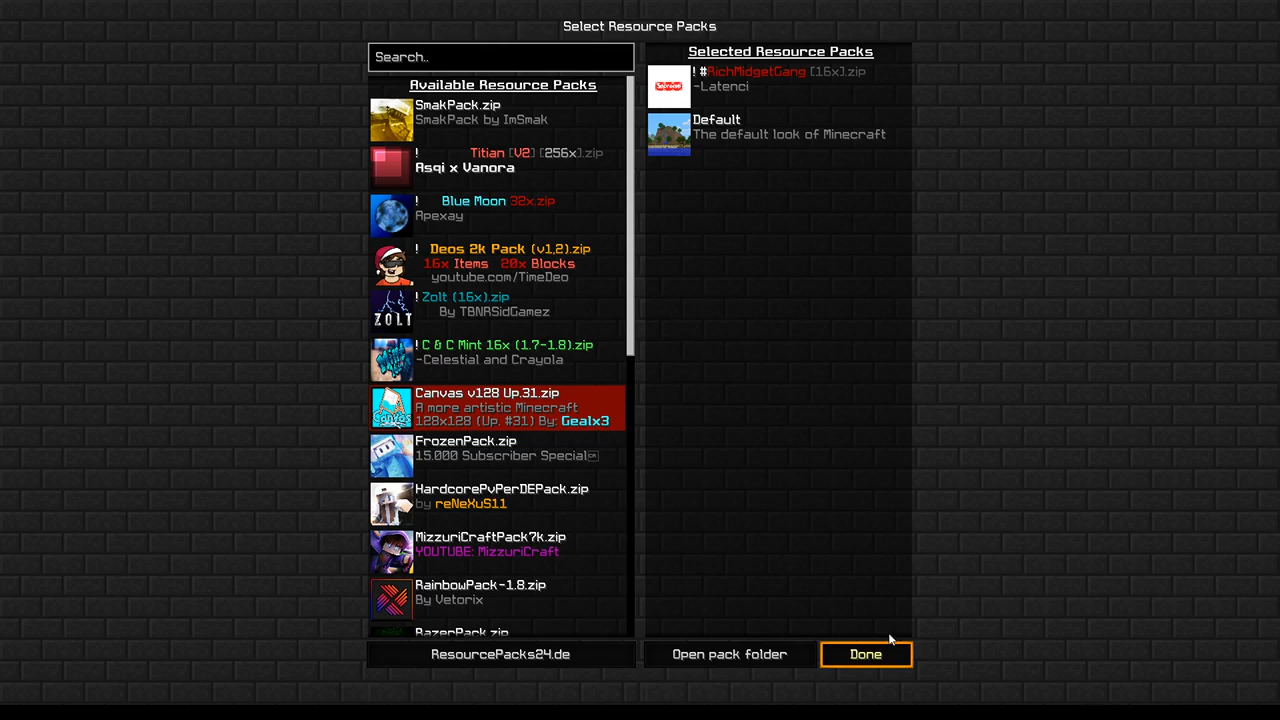 Select Resource Packs
Search..
Available Resource Packs
SmakPack.zip
SmakPack by ImSmak
! Titian [V2] [256x].zip
Asqi x Vanora
! Blue Moon 32x.zip
Apexay
! Deos 2k Pack (v1,2).zip
16x Items 20x Blocks
youtube.com/TimeDeo
! Zolt (16x).zip
By TBNRSidGamez
ZOLT
! C & C Mint 16x (1.7-1.8).zip
-Celestial and Crayola
Canvas v128 Up.31.zip
A more artistic Minecraft
128x128 (Up. #31) By: Gealx3
Canvas
FrozenPack.zip
15.000 Subscriber Special
HardcorePvPerDEPack.zip
by reNeXuS11
MizzuriCraftPack7k.zip
YOUTUBE: MizzuriCraft
RainbowPack-1.8.zip
By Vetorix
RazerPack.zip
ResourcePacks24.de
Selected Resource Packs
! #RichMidgetGang [16x].zip
-Latenci
Supreme
Default
The default look of Minecraft
Open pack folder
Done